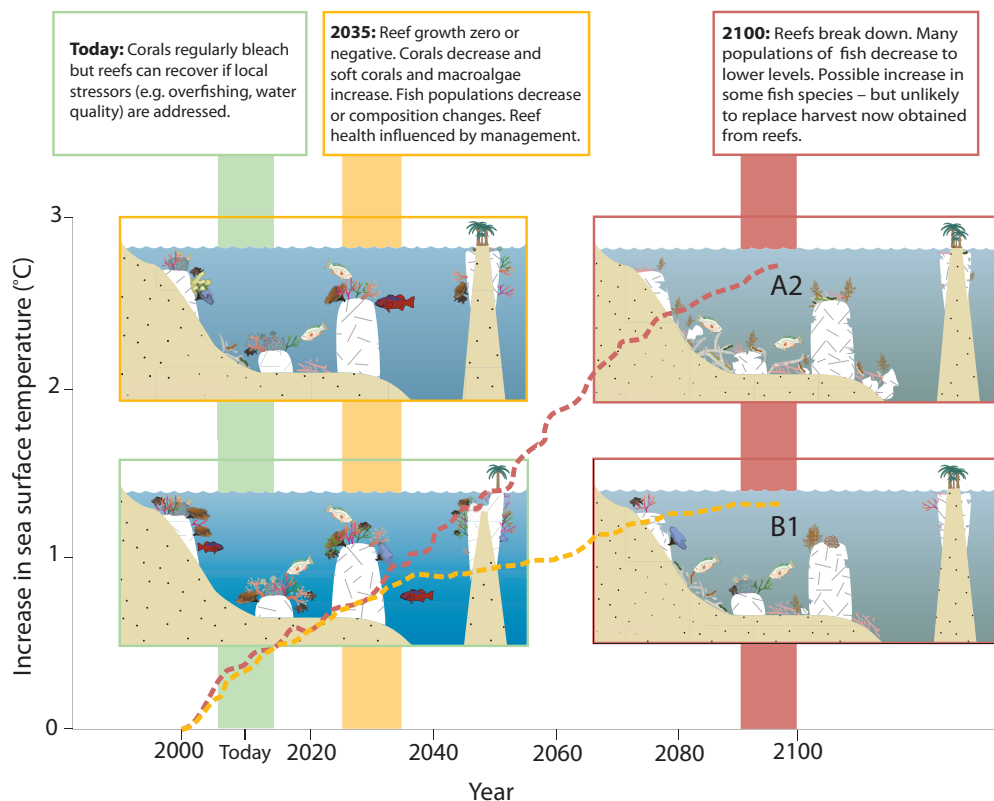 Today: Corals regularly bleach
but reefs can recover if local
stressors (e.g. overfishing, water
quality) are addressed.
2035: Reef growth zero or
negative. Corals decrease and
soft corals and macroalgae
increase. Fish populations decrease
or composition changes. Reef
health influenced by management.
2100: Reefs break down. Many
populations of fish decrease to
lower levels. Possible increase in
some fish species – but unlikely
to replace harvest now obtained
from reefs.
Increase in sea surface temperature (°C)
3
2
1
0
A2
B1
2000 Today 2020 2040 2060 2080 2100
Year